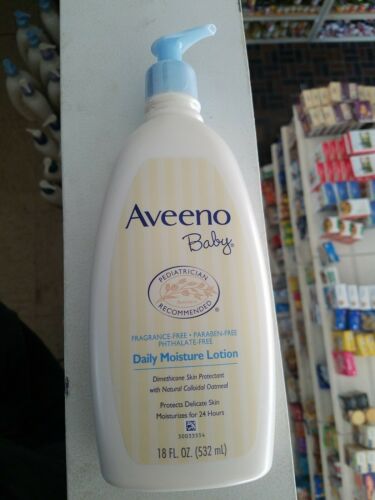 Aveeno
Baby®
PEDIATRICIAN
RECOMMENDED
®
FRAGRANCE-FREE • PARABEN-FREE
PHTHALATE-FREE
Daily Moisture Lotion
Dimethicone Skin Protectant
with Natural Colloidal Oatmeal
Protects Delicate Skin
Moisturizes for 24 Hours
30033354
18 FL. OZ. (532 mL)